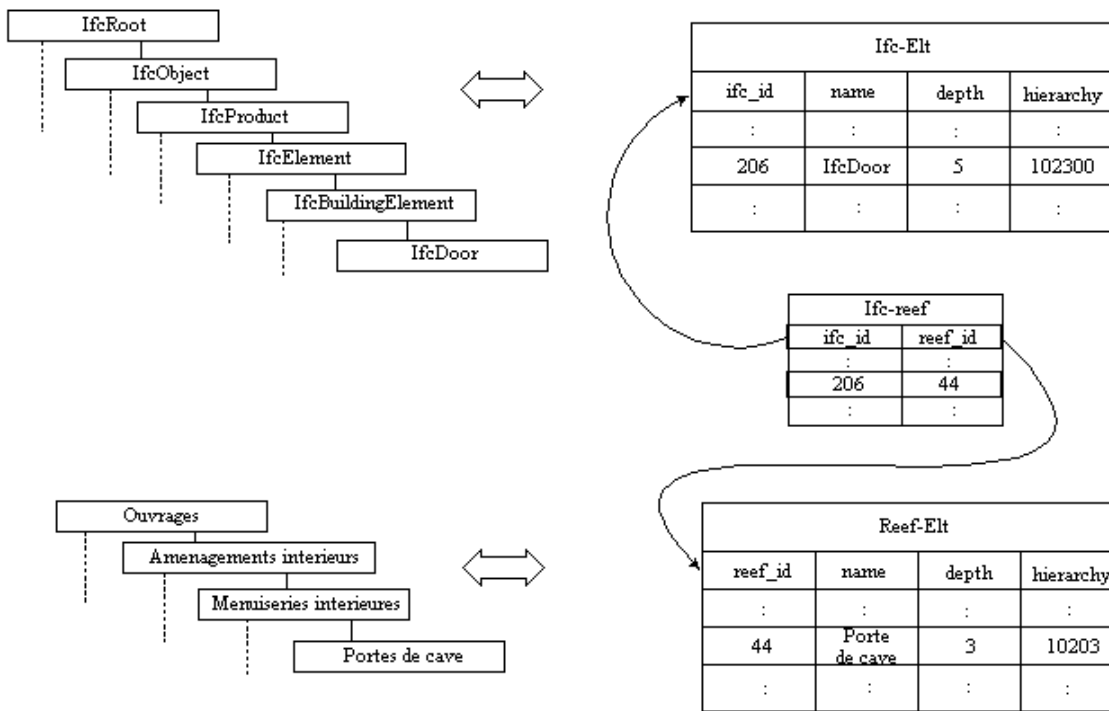 IfcRoot
IfcObject
IfcProduct
IfcElement
IfcBuildingElement
IfcDoor
Ifc-Elt
ifc_id name depth hierarchy
: : : :
206 IfcDoor 5 102300
: : : :
Ifc-reef
ifc_id reef_id
: :
206 44
: :
Ouvrages
Amenagements interieurs
Menuiseries interieures
Portes de cave
Reef-Elt
reef_id name depth hierarchy
: : : :
44 Porte de cave 3 10203
: : : :